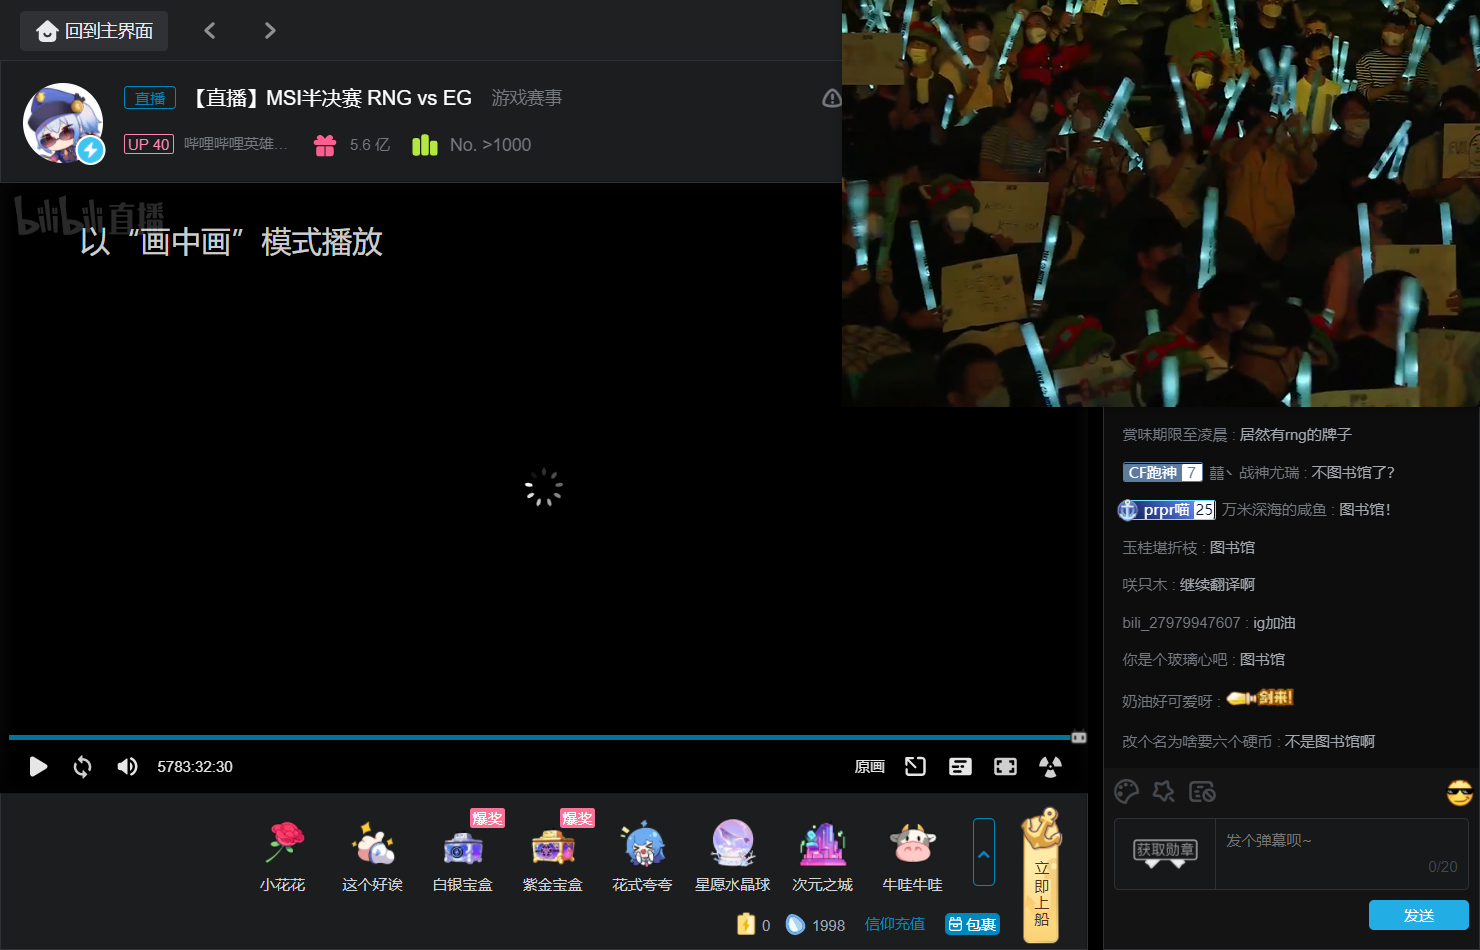 回到主界面
直播 【直播】MSI半决赛 RNG vs EG 游戏赛事
UP 40 哔哩哔哩英雄... 5.6 亿 No. >1000
bilibili直播
以“画中画”模式播放
赏味期限至凌晨 : 居然有rng的牌子
CF跑神 7 囍丶战神尤瑞 : 不图书馆了?
prpr喵 25 万米深海的咸鱼 : 图书馆!
玉桂堪折枝 : 图书馆
咲只木 : 继续翻译啊
bili_27979947607 : ig加油
你是个玻璃心吧 : 图书馆
奶油好可爱呀 : 剑来!
改个名为啥要六个硬币 : 不是图书馆啊
5783:32:30 原画
获取勋章
发个弹幕呗~
0/20
发送
爆奖 爆奖
小花花 这个好诶 白银宝盒 紫金宝盒 花式夸夸 星愿水晶球 次元之城 牛哇牛哇
立即上船
0 1998 信仰充值 包裹